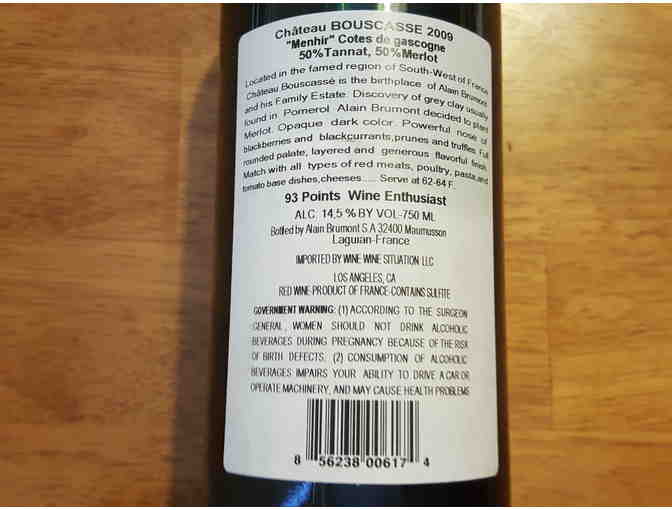 Château BOUSCASSE 2009
"Menhir" Cotes de gascogne
50%Tannat, 50%Merlot
Located in the famed region of South-West of France
Château Bouscassé is the birthplace of Alain Brumont
and his Family Estate. Discovery of grey clay usually
found in Pomerol Alain Brumont decided to plant
Merlot. Opaque dark color. Powerful nose of
blackberries and blackcurrants,prunes and truffles. Full
rounded palate, layered and generous flavorful finish.
Match with all types of red meats, poultry, pasta,and
tomato base dishes,cheeses..... Serve at 62-64 F.
93 Points Wine Enthusiast
ALC. 14,5 % BY VOL-750 ML
Botlled by Alain Brumont S.A 32400 Maumusson
Laguian-France
IMPORTED BY WINE WINE SITUATION LLC
LOS ANGELES, CA
RED WINE-PRODUCT OF FRANCE-CONTAINS SULFITE
GOVERNMENT WARNING: (1) ACCORDING TO THE SURGEON
GENERAL, WOMEN SHOULD NOT DRINK ALCOHOLIC
BEVERAGES DURING PREGNANCY BECAUSE OF THE RISK
OF BIRTH DEFECTS. (2) CONSUMPTION OF ALCOHOLIC
BEVERAGES IMPAIRS YOUR ABILITY TO DRIVE A CAR OR
OPERATE MACHINERY, AND MAY CAUSE HEALTH PROBLEMS
8 56238 00617 4